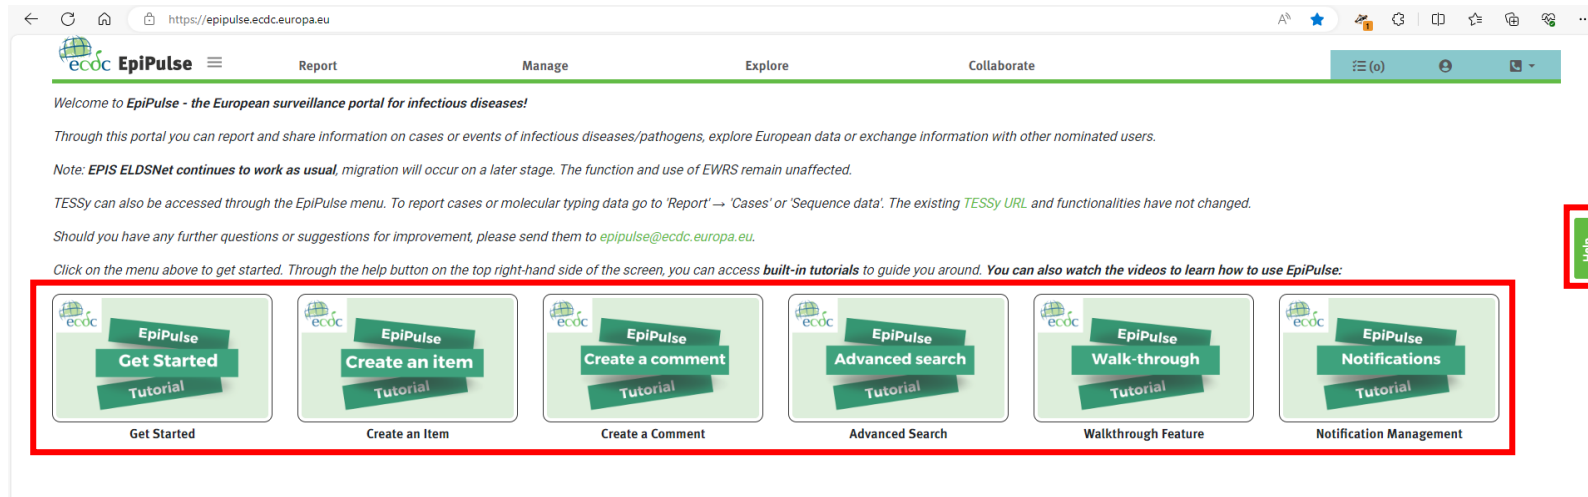 https://epipulse.ecdc.europa.eu
A
1
ecdc EpiPulse
Report Manage Explore Collaborate (0)
Welcome to EpiPulse - the European surveillance portal for infectious diseases!
Through this portal you can report and share information on cases or events of infectious diseases/pathogens, explore European data or exchange information with other nominated users.
Note: EPIS ELDSNet continues to work as usual, migration will occur on a later stage. The function and use of EWRS remain unaffected.
TESSy can also be accessed through the EpiPulse menu. To report cases or molecular typing data go to 'Report'→ 'Cases' or 'Sequence data'. The existing TESSy URL and functionalities have not changed.
Should you have any further questions or suggestions for improvement, please send them to epipulse@ecdc.europa.eu.
Click on the menu above to get started. Through the help button on the top right-hand side of the screen, you can access built-in tutorials to guide you around. You can also watch the videos to learn how to use EpiPulse:
Help
ecdc
EpiPulse
Get Started
Tutorial
Get Started
ecdc
EpiPulse
Create an item
Tutorial
Create an Item
ecdc
EpiPulse
Create a comment
Tutorial
Create a Comment
ecdc
EpiPulse
Advanced search
Tutorial
Advanced Search
ecdc
EpiPulse
Walk-through
Tutorial
Walkthrough Feature
ecdc
EpiPulse
Notifications
Tutorial
Notification Management